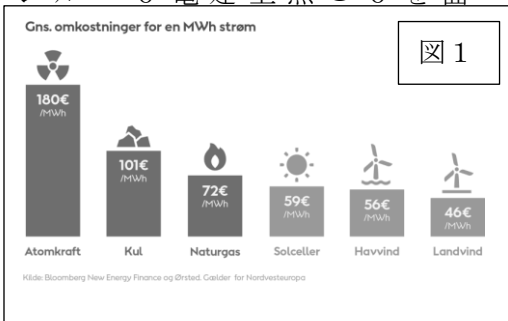 Gns. omkostninger for en MWh strøm
図1
180€
/MWh
101€
/MWh
72€
/MWh
59€
/MWh
56€
/MWh
46€
/MWh
Atomkraft Kul Naturgas Solceller Havvind Landvind
Kilde: Bloomberg New Energy Finance og Ørsted. Gælder for Nordvesteuropa